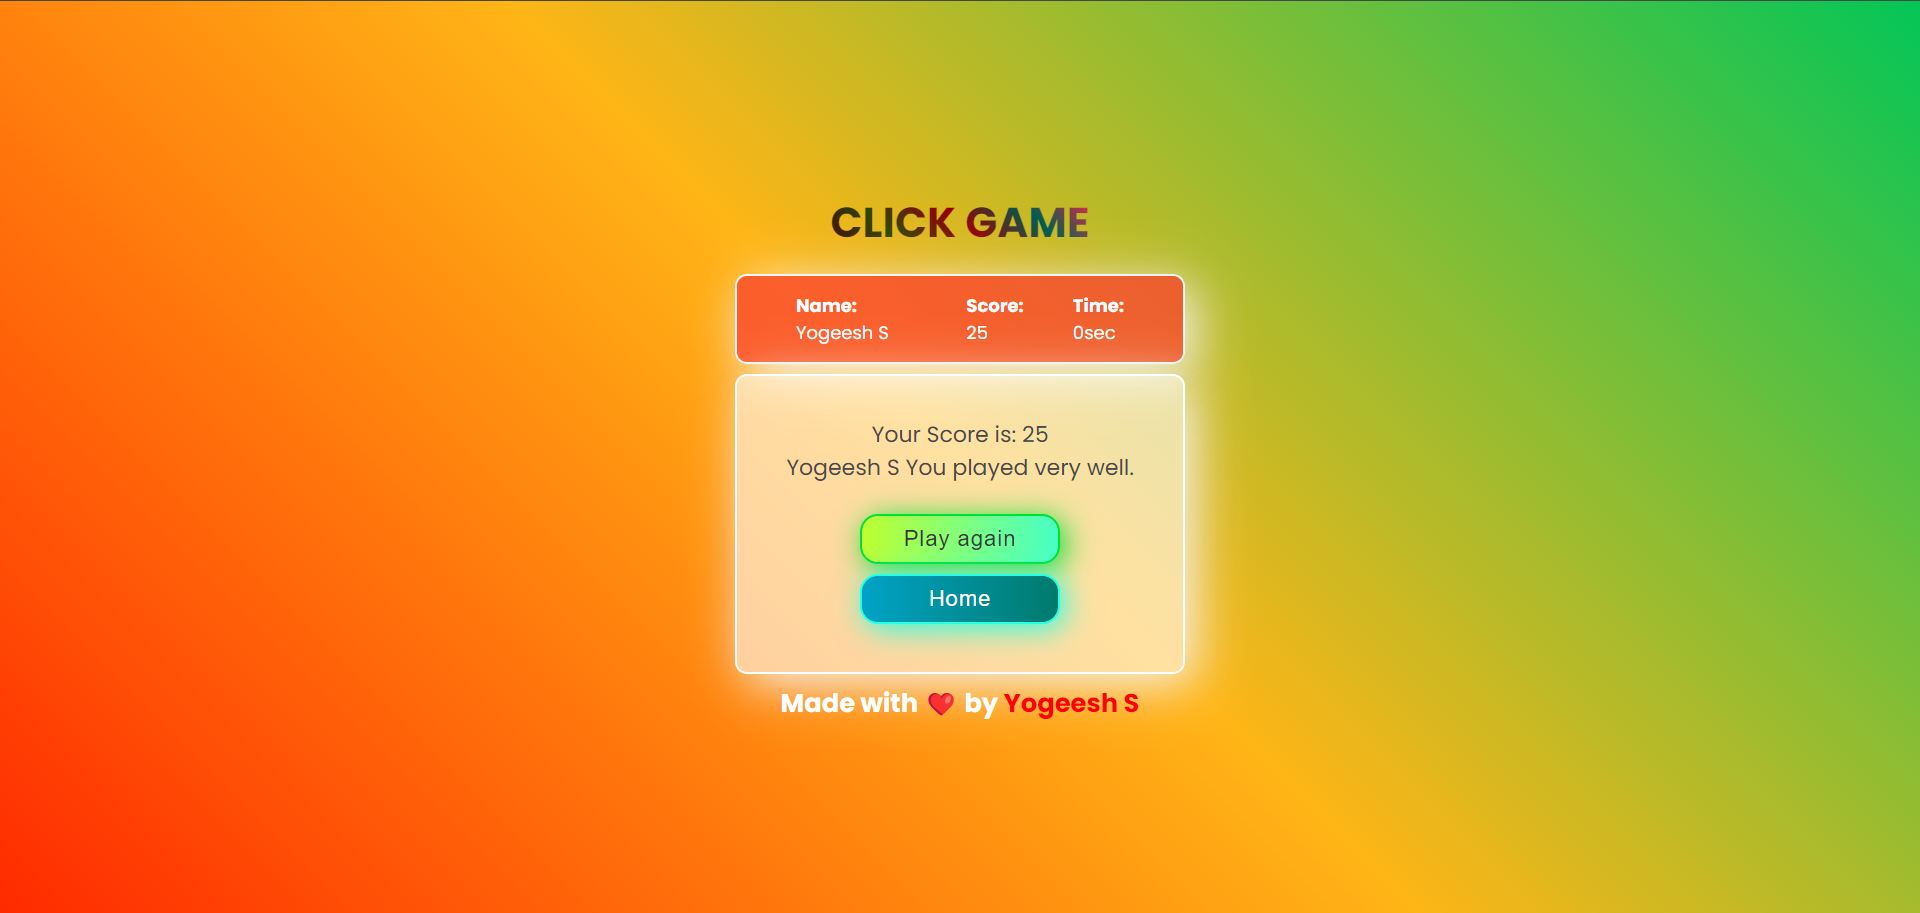 CLICK GAME
Name: Score: Time:
Yogeesh S 25 0sec
Your Score is: 25
Yogeesh S You played very well.
Play again
Home
Made with ❤️ by Yogeesh S